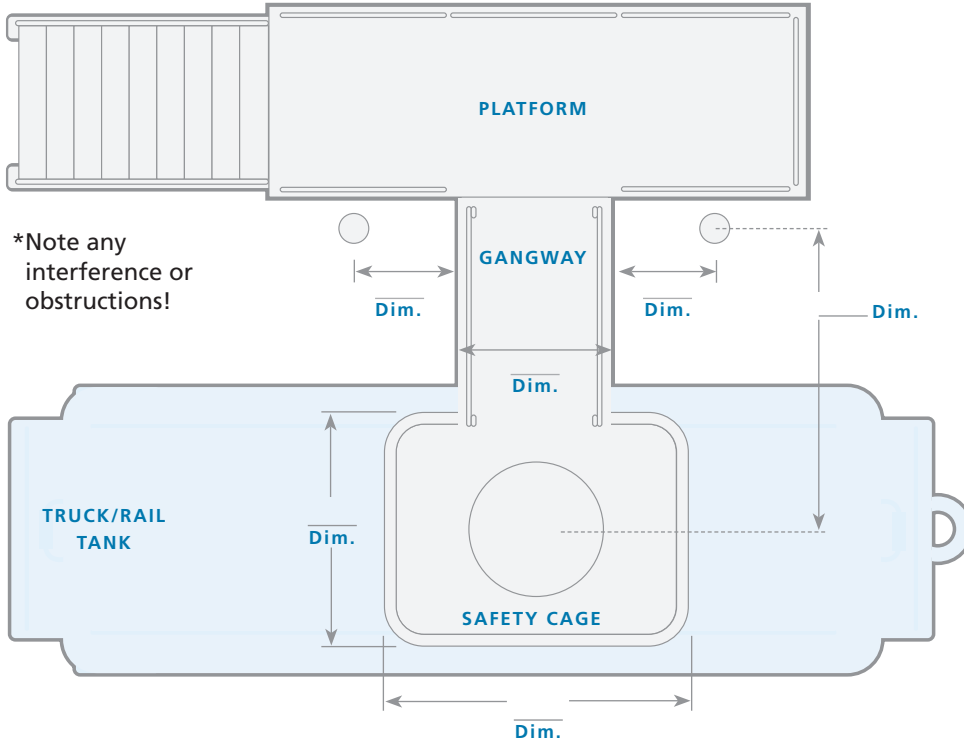 PLATFORM
*Note any
interference or
obstructions!
GANGWAY
Dim.
Dim.
Dim.
Dim.
TRUCK/RAIL
TANK
Dim.
SAFETY CAGE
Dim.